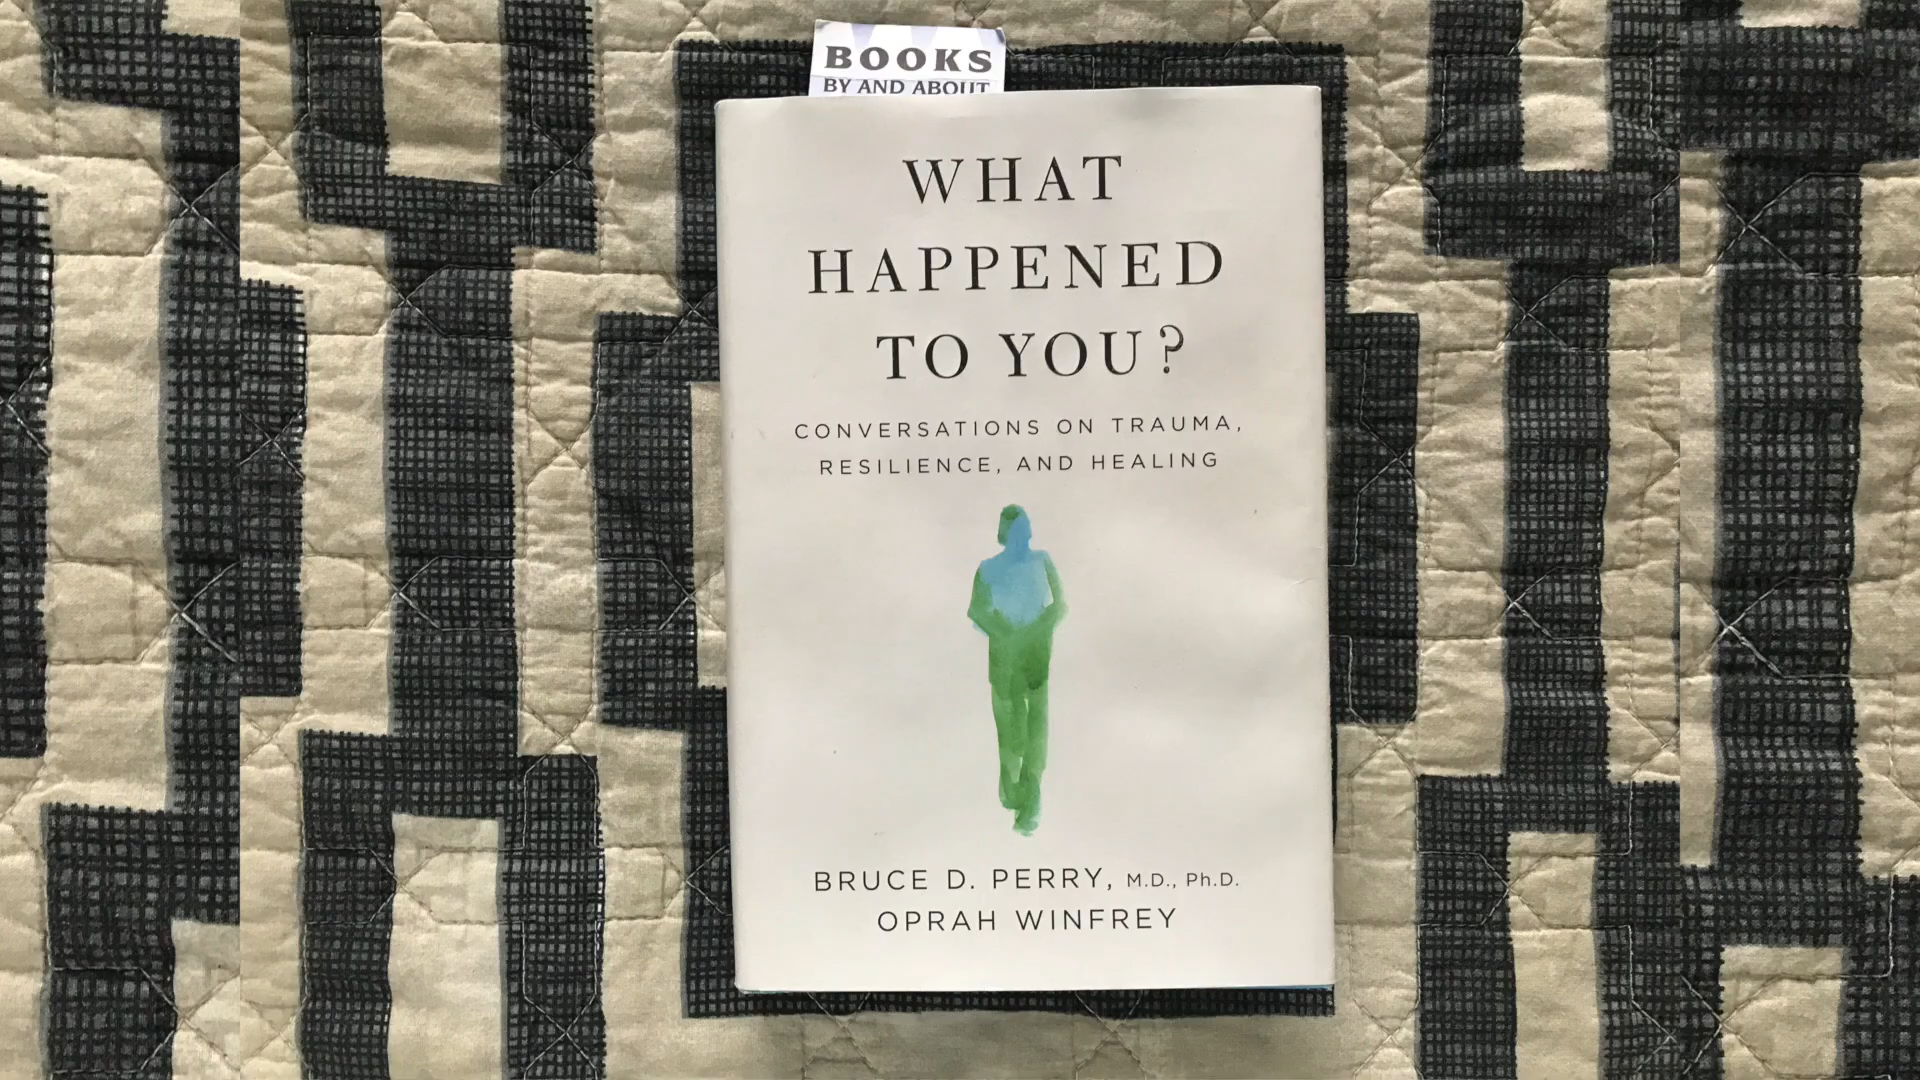 BOOKS
BY AND ABOUT
WHAT
HAPPENED
TO YOU?
CONVERSATIONS ON TRAUMA,
RESILIENCE, AND HEALING
BRUCE D. PERRY, M.D., Ph.D.
OPRAH WINFREY